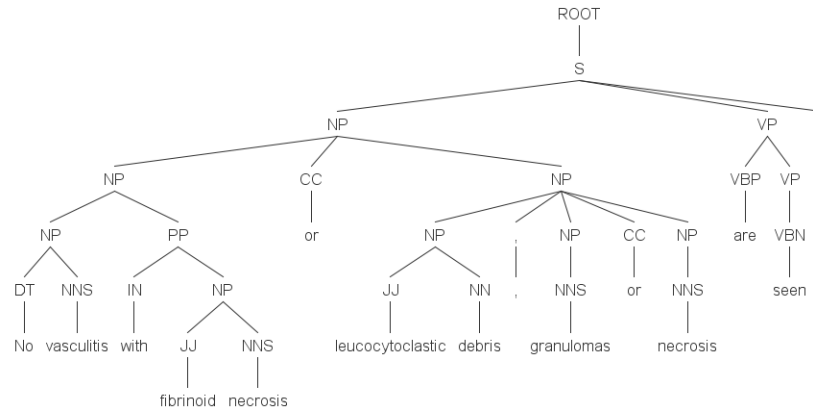 ROOT
S
NP VP
NP CC NP VBP VP
NP PP or NP , NP CC NP are VBN
DT NNS IN NP JJ NN , NNS or NNS seen
No vasculitis with JJ NNS leucocytoclastic debris granulomas necrosis
fibrinoid necrosis